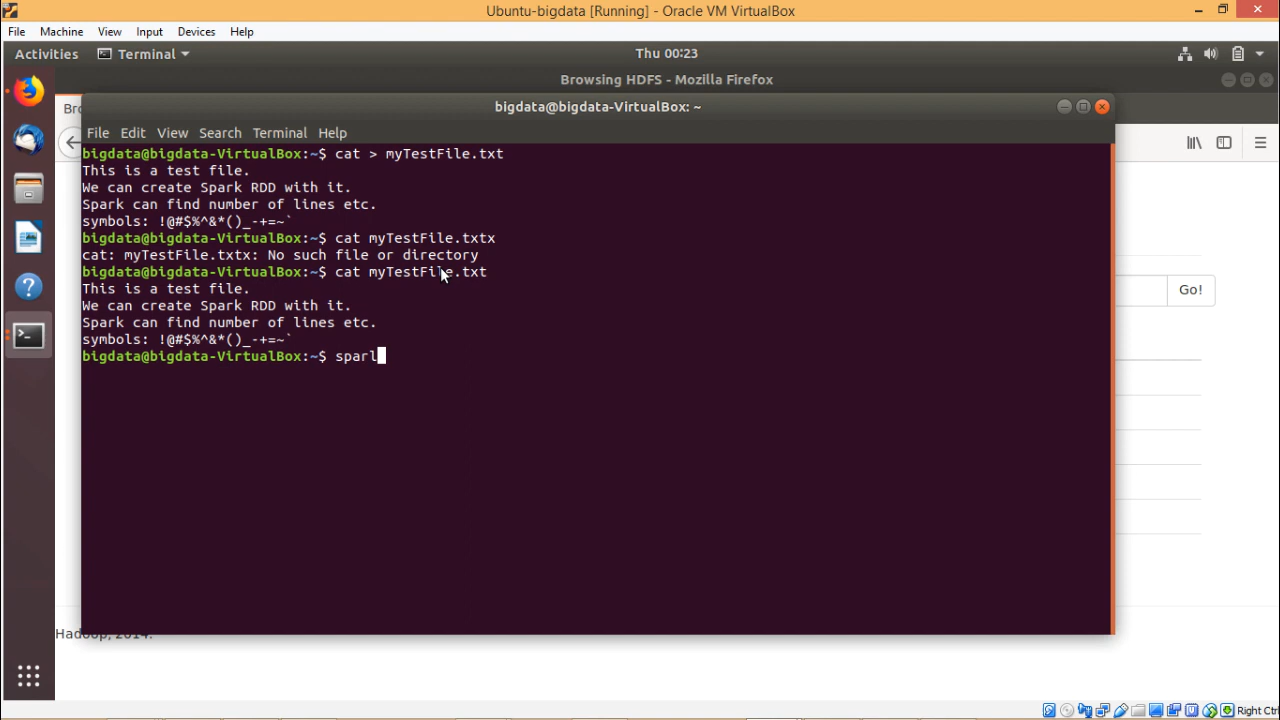 Ubuntu-bigdata [Running] - Oracle VM VirtualBox
File Machine View Input Devices Help
Activities Terminal Thu 00:23
Browsing HDFS - Mozilla Firefox
Bro
bigdata@bigdata-VirtualBox: ~
File Edit View Search Terminal Help
bigdata@bigdata-VirtualBox:~$ cat > myTestFile.txt
This is a test file.
We can create Spark RDD with it.
Spark can find number of lines etc.
symbols: !@#$%^&*()_-+=~`
bigdata@bigdata-VirtualBox:~$ cat myTestFile.txtx
cat: myTestFile.txtx: No such file or directory
bigdata@bigdata-VirtualBox:~$ cat myTestFile.txt
This is a test file.
We can create Spark RDD with it.
Spark can find number of lines etc.
symbols: !@#$%^&*()_-+=~`
bigdata@bigdata-VirtualBox:~$ sparl
Go!
Hadoop, 2014.
Right Ctrl